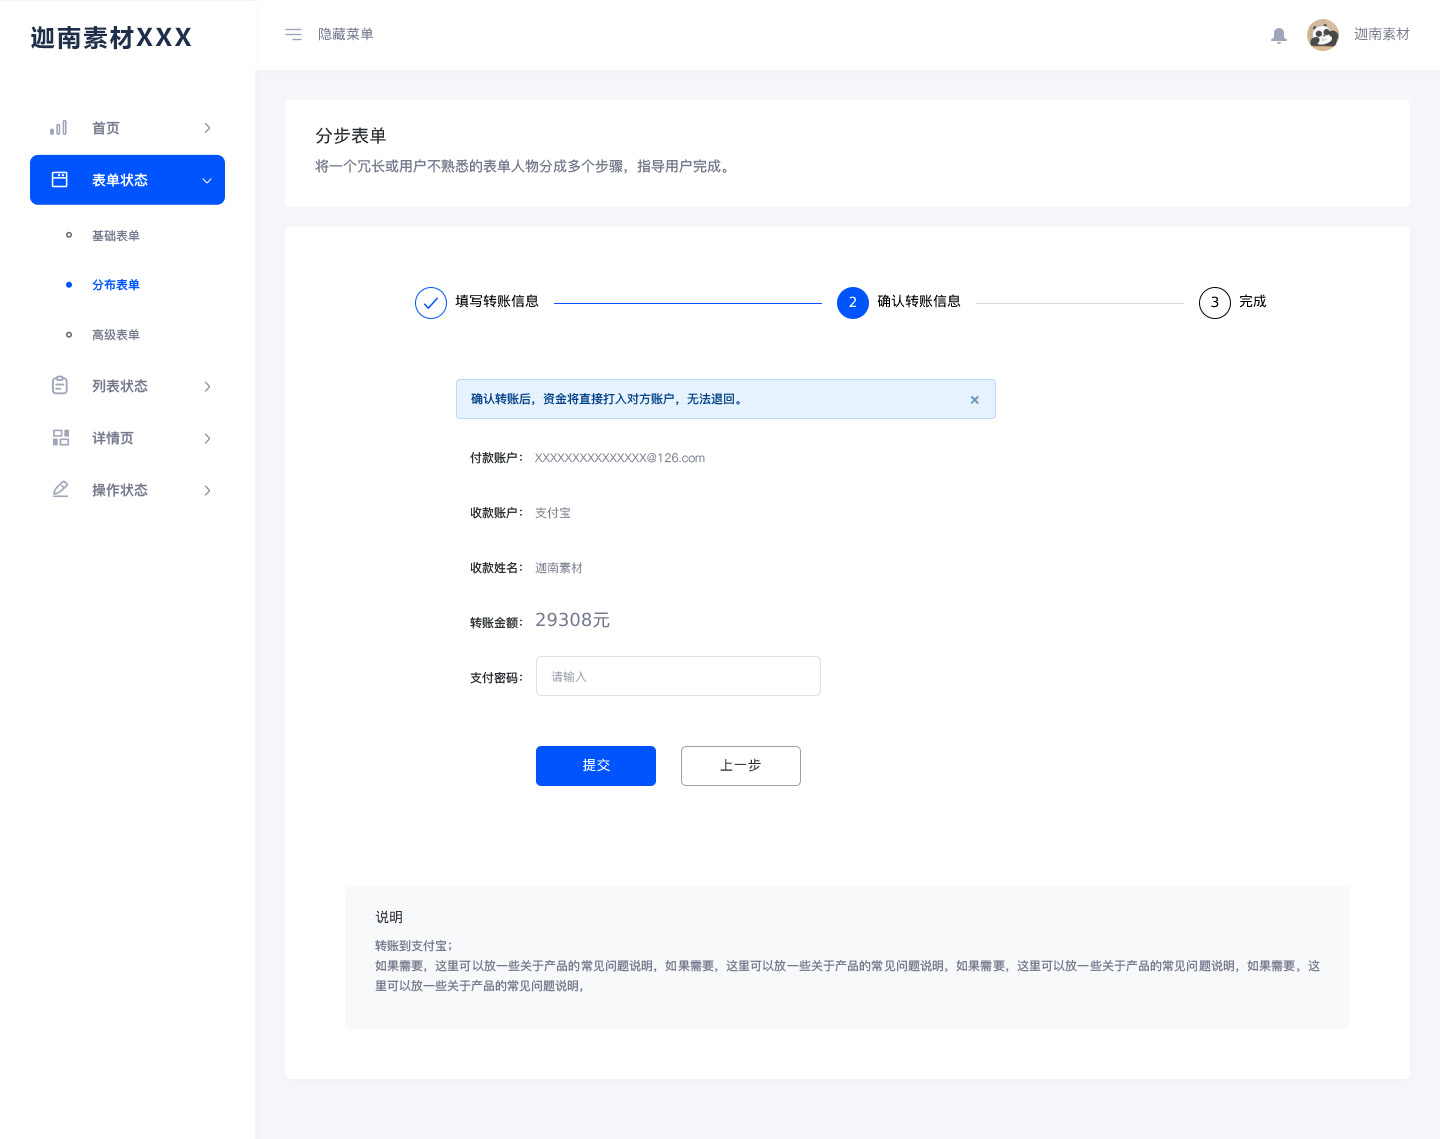 迦南素材XXX
隐藏菜单
迦南素材
首页
表单状态
基础表单
分布表单
高级表单
列表状态
详情页
操作状态
分步表单
将一个冗长或用户不熟悉的表单人物分成多个步骤，指导用户完成。
填写转账信息
2 确认转账信息
3 完成
确认转账后，资金将直接打入对方账户，无法退回。 ×
付款账户： XXXXXXXXXXXXXXX@126.com
收款账户： 支付宝
收款姓名： 迦南素材
转账金额： 29308元
支付密码： 请输入
提交 上一步
说明
转账到支付宝；
如果需要，这里可以放一些关于产品的常见问题说明，如果需要，这里可以放一些关于产品的常见问题说明，如果需要，这里可以放一些关于产品的常见问题说明，如果需要，这
里可以放一些关于产品的常见问题说明，